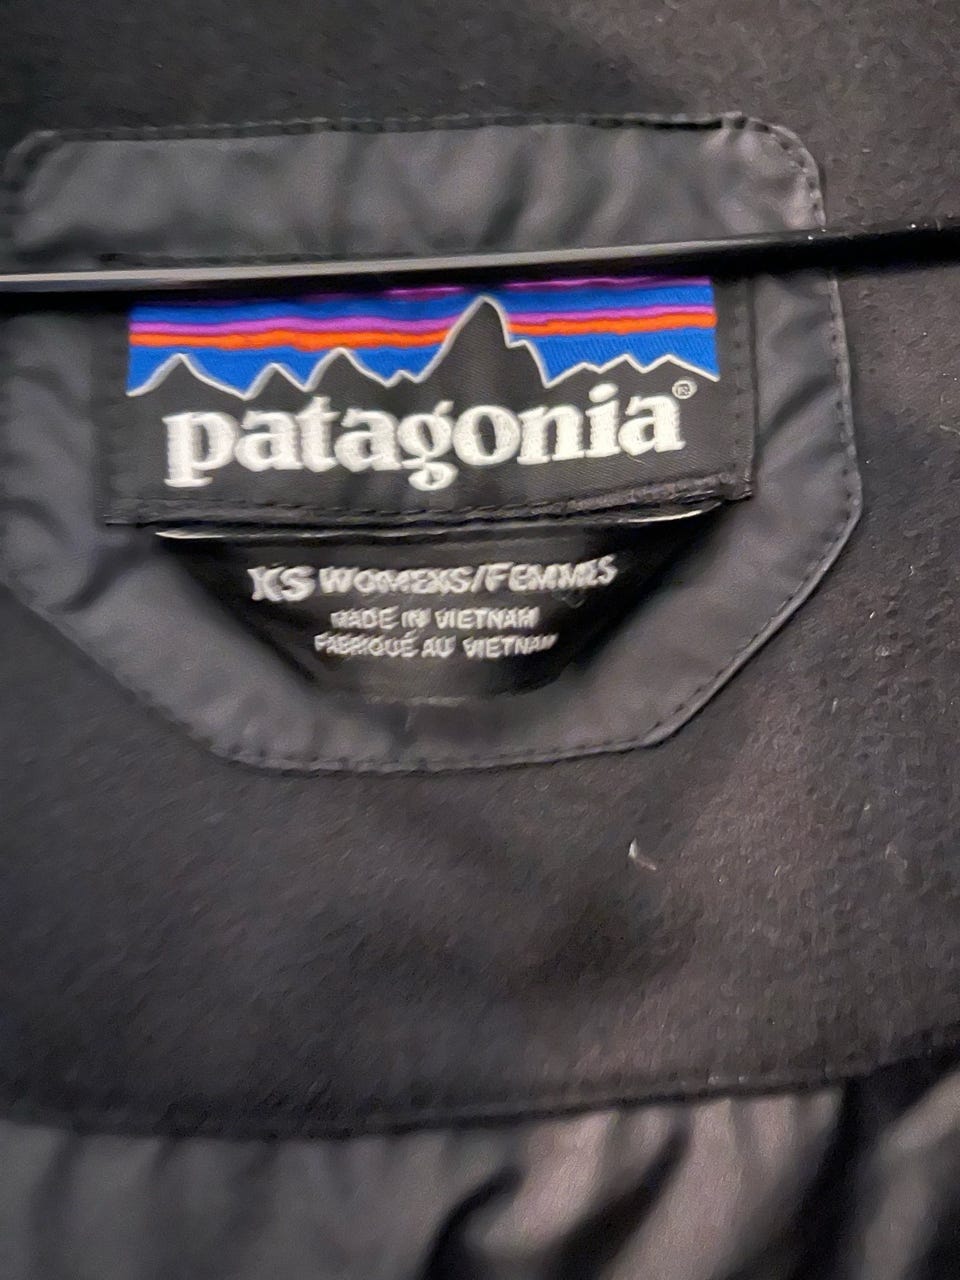 patagonia®
XS WOMENS/FEMMES
MADE IN VIETNAM
FABRIQUÉ AU VIETNAM